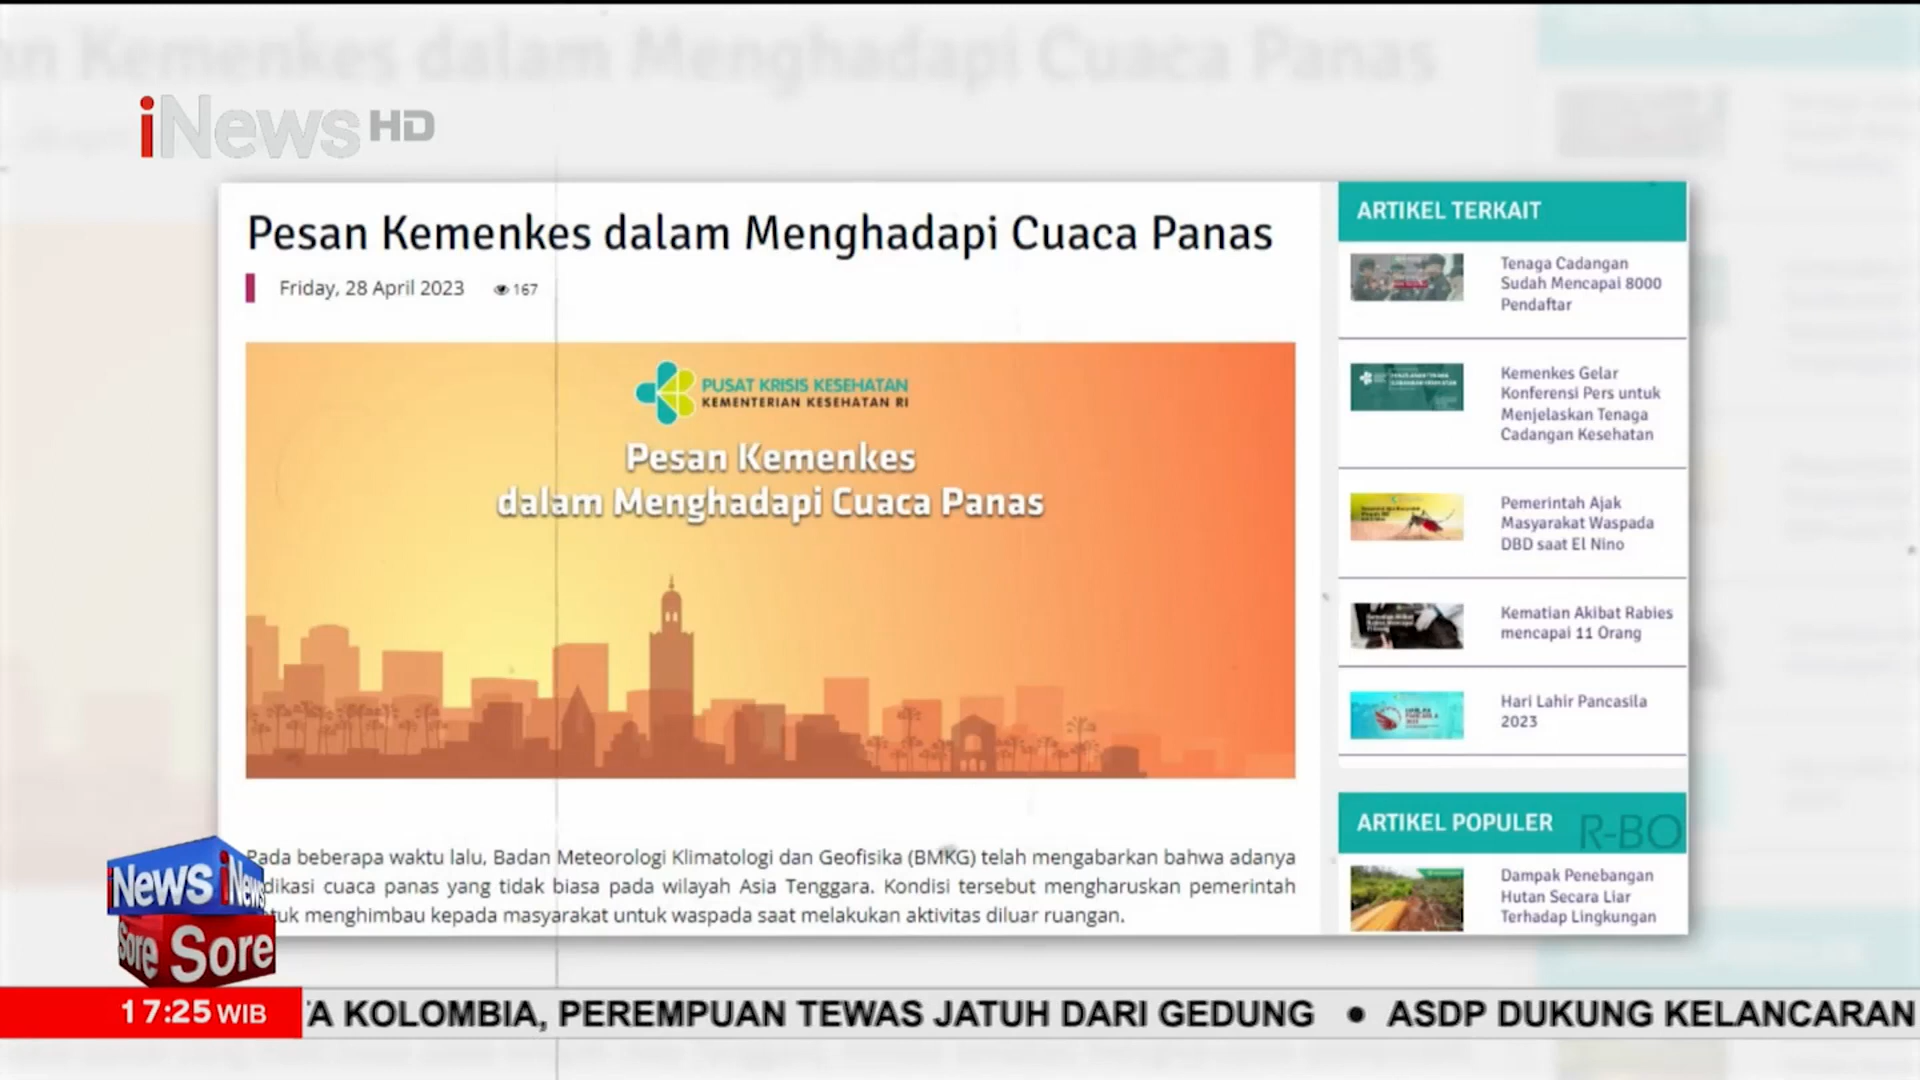 iNews HD
Pesan Kemenkes dalam Menghadapi Cuaca Panas
Friday, 28 April 2023 167
PUSAT KRISIS KESEHATAN
KEMENTERIAN KESEHATAN RI
Pesan Kemenkes
dalam Menghadapi Cuaca Panas
Pada beberapa waktu lalu, Badan Meteorologi Klimatologi dan Geofisika (BMKG) telah mengabarkan bahwa adanya
dikasi cuaca panas yang tidak biasa pada wilayah Asia Tenggara. Kondisi tersebut mengharuskan pemerintah
tuk menghimbau kepada masyarakat untuk waspada saat melakukan aktivitas diluar ruangan.
ARTIKEL TERKAIT
Tenaga Cadangan
Sudah Mencapai 8000
Pendaftar
Kemenkes Gelar
Konferensi Pers untuk
Menjelaskan Tenaga
Cadangan Kesehatan
Pemerintah Ajak
Masyarakat Waspada
DBD saat El Nino
Kematian Akibat Rabies
mencapai 11 Orang
Hari Lahir Pancasila
2023
ARTIKEL POPULER
R-BO
Dampak Penebangan
Hutan Secara Liar
Terhadap Lingkungan
iNews iNews
Sore Sore
17:25 WIB
TA KOLOMBIA, PEREMPUAN TEWAS JATUH DARI GEDUNG • ASDP DUKUNG KELANCARAN